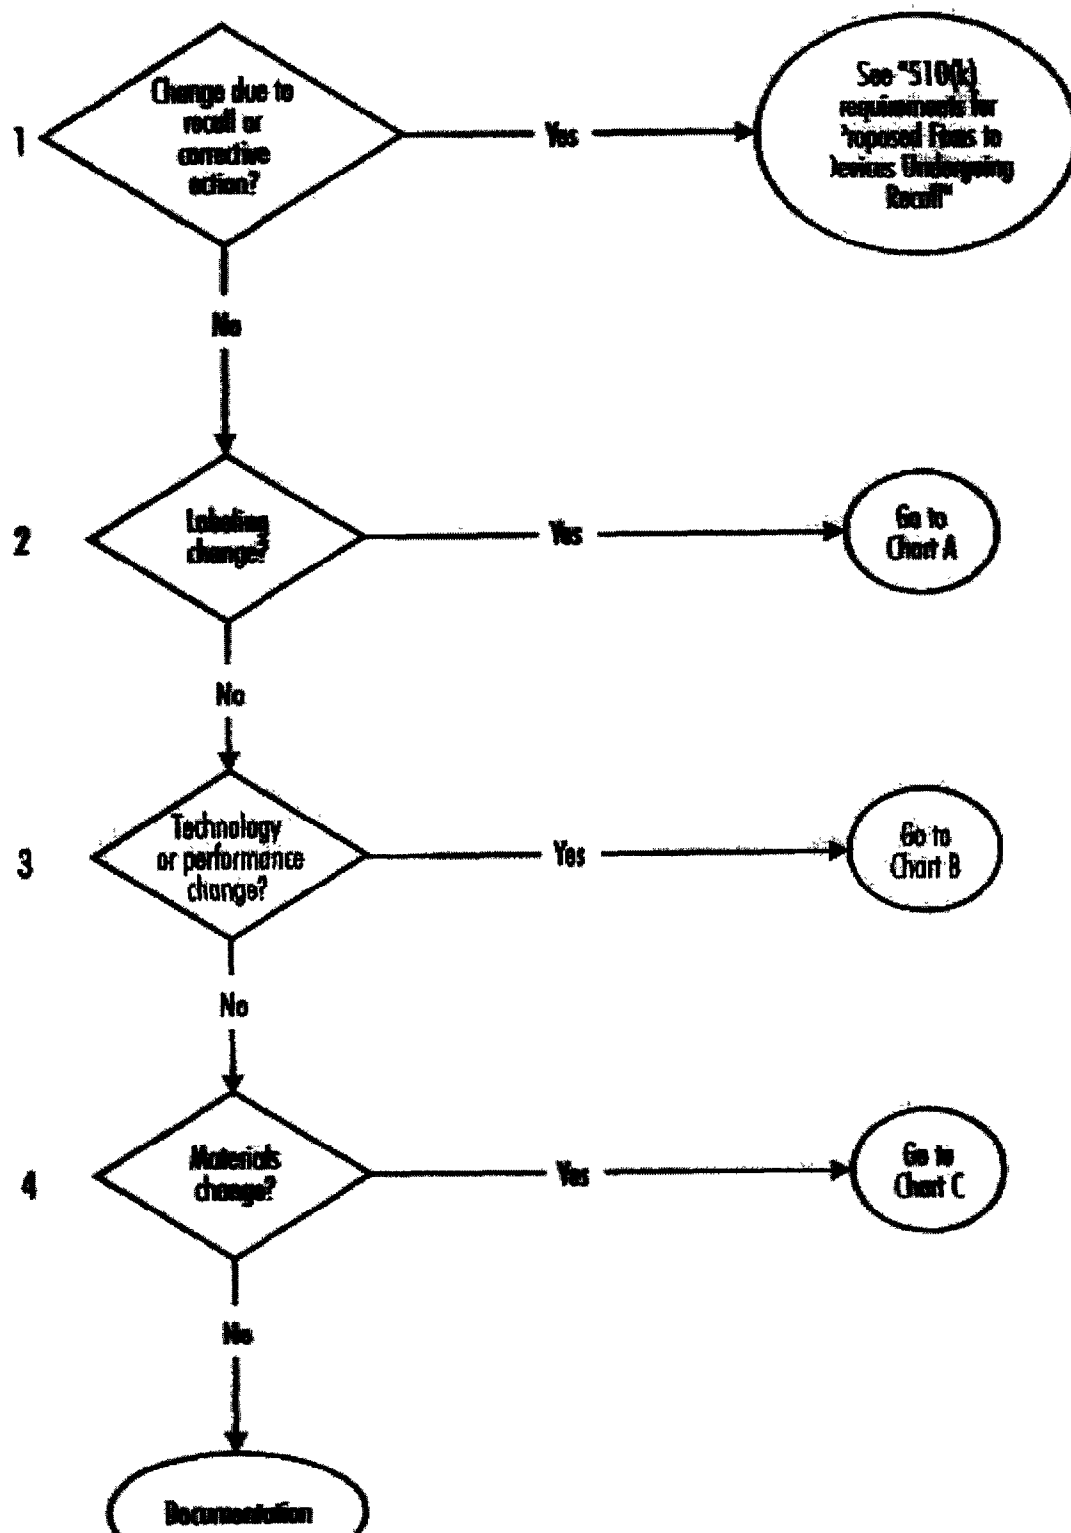 1
Change due to
recall or
corrective
action?
Yes
See "510(k)
requirements for
roposed Fixes to
evices Undergoing
Recall"
No
2
Labeling
change?
Yes
Go to
Chart A
No
3
Technology
or performance
change?
Yes
Go to
Chart B
No
4
Materials
change?
Yes
Go to
Chart C
No
Documentation